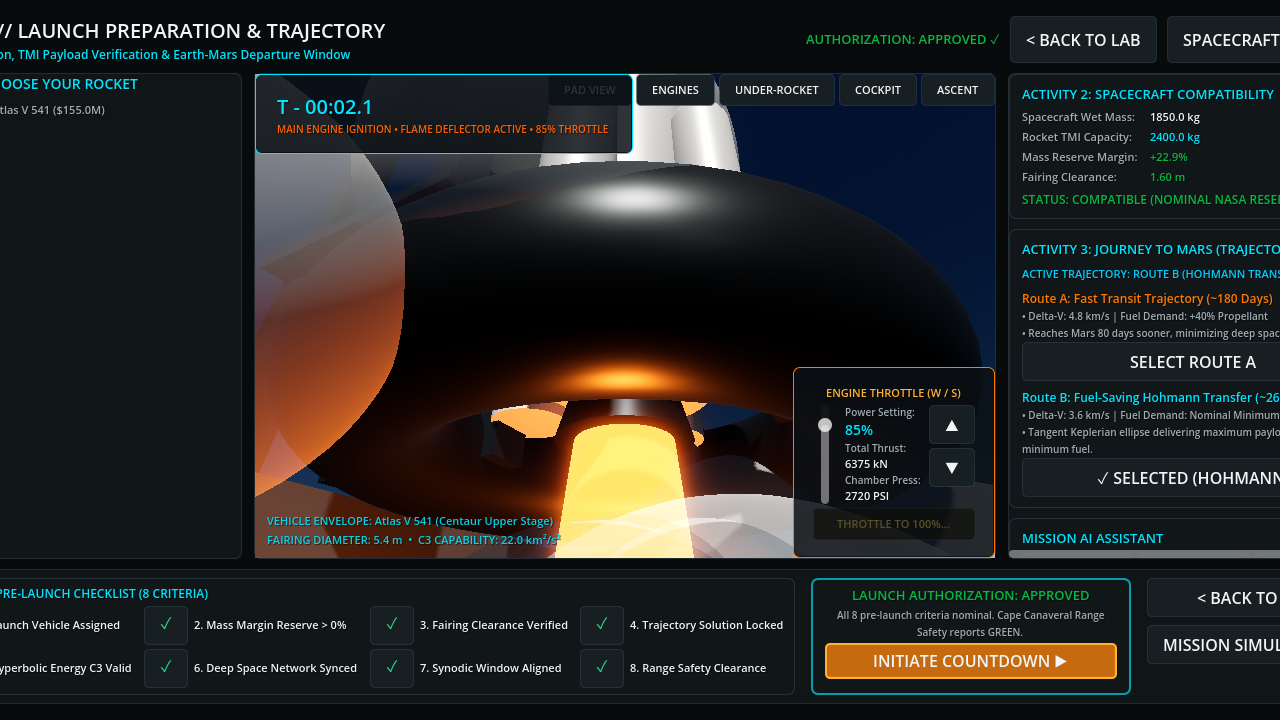 // LAUNCH PREPARATION & TRAJECTORY
on, TMI Payload Verification & Earth-Mars Departure Window
AUTHORIZATION: APPROVED ✓
< BACK TO LAB
SPACECRAFT
OOSE YOUR ROCKET
tlas V 541 ($155.0M)
T - 00:02.1
MAIN ENGINE IGNITION • FLAME DEFLECTOR ACTIVE • 85% THROTTLE
PAD VIEW
ENGINES
UNDER-ROCKET
COCKPIT
ASCENT
ENGINE THROTTLE (W / S)
Power Setting:
85%
Total Thrust:
6375 kN
Chamber Press:
2720 PSI
▲
▼
THROTTLE TO 100%...
VEHICLE ENVELOPE: Atlas V 541 (Centaur Upper Stage)
FAIRING DIAMETER: 5.4 m • C3 CAPABILITY: 22.0 km²/s²
ACTIVITY 2: SPACECRAFT COMPATIBILITY
Spacecraft Wet Mass: 1850.0 kg
Rocket TMI Capacity: 2400.0 kg
Mass Reserve Margin: +22.9%
Fairing Clearance: 1.60 m
STATUS: COMPATIBLE (NOMINAL NASA RESE
ACTIVITY 3: JOURNEY TO MARS (TRAJECTO
ACTIVE TRAJECTORY: ROUTE B (HOHMANN TRANS
Route A: Fast Transit Trajectory (~180 Days)
• Delta-V: 4.8 km/s | Fuel Demand: +40% Propellant
• Reaches Mars 80 days sooner, minimizing deep spac
SELECT ROUTE A
Route B: Fuel-Saving Hohmann Transfer (~26
• Delta-V: 3.6 km/s | Fuel Demand: Nominal Minimum
• Tangent Keplerian ellipse delivering maximum paylo
minimum fuel.
✓ SELECTED (HOHMANN
MISSION AI ASSISTANT
PRE-LAUNCH CHECKLIST (8 CRITERIA)
aunch Vehicle Assigned
✓ 2. Mass Margin Reserve > 0%
✓ 3. Fairing Clearance Verified
✓ 4. Trajectory Solution Locked
yperbolic Energy C3 Valid
✓ 6. Deep Space Network Synced
✓ 7. Synodic Window Aligned
✓ 8. Range Safety Clearance
LAUNCH AUTHORIZATION: APPROVED
All 8 pre-launch criteria nominal. Cape Canaveral Range
Safety reports GREEN.
INITIATE COUNTDOWN ▶
< BACK TO
MISSION SIMUL